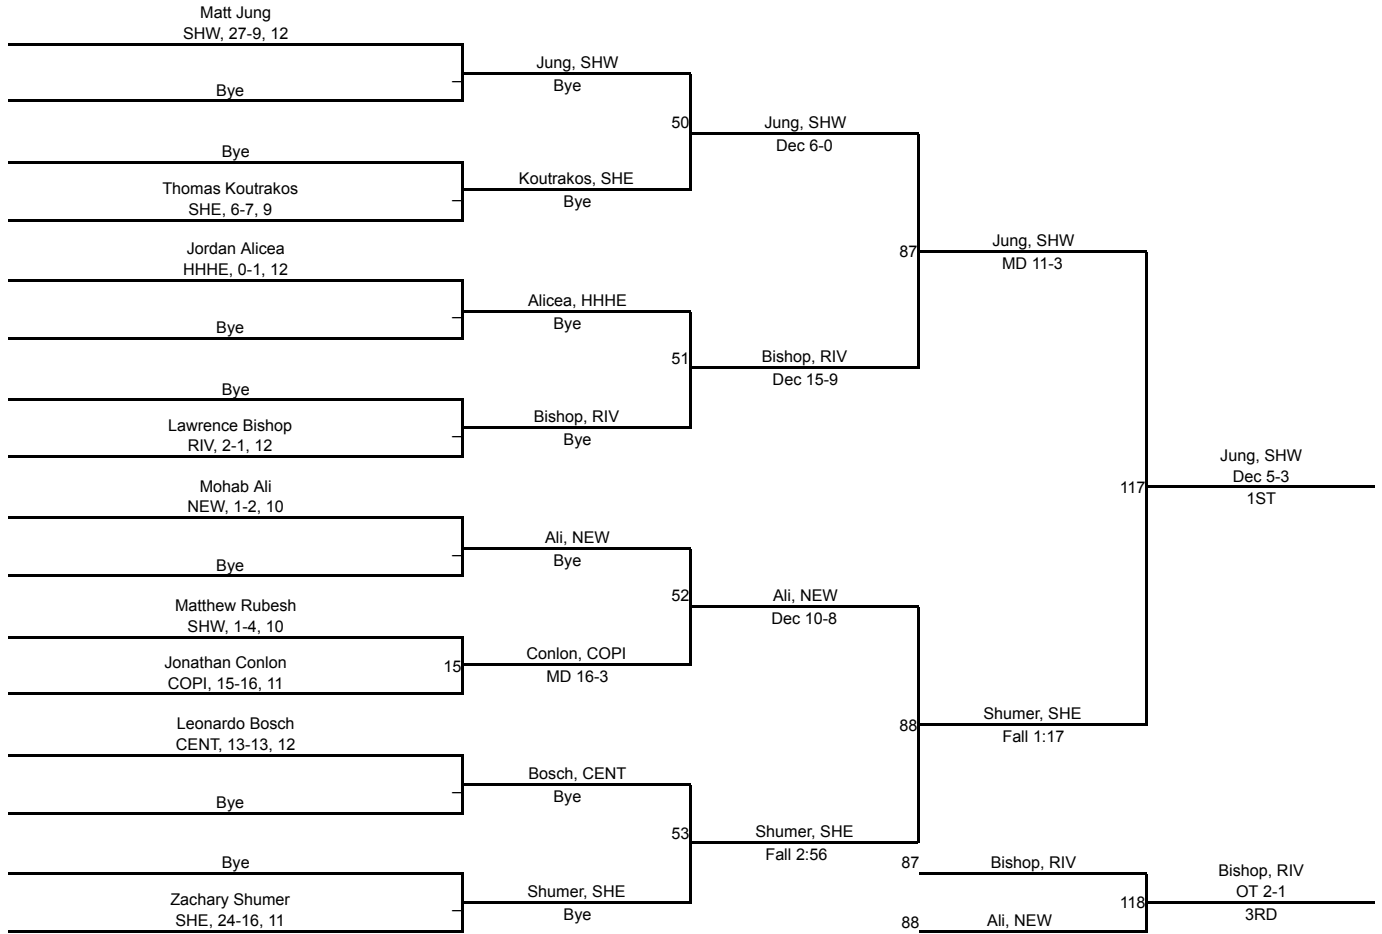 Matt Jung
SHW, 27-9, 12
Bye
Bye
Thomas Koutrakos
SHE, 6-7, 9
Jordan Alicea
HHHE, 0-1, 12
Bye
Bye
Lawrence Bishop
RIV, 2-1, 12
Mohab Ali
NEW, 1-2, 10
Bye
Matthew Rubesh
SHW, 1-4, 10
Jonathan Conlon
COPI, 15-16, 11
Leonardo Bosch
CENT, 13-13, 12
Bye
Bye
Zachary Shumer
SHE, 24-16, 11
15
Jung, SHW
Bye
Koutrakos, SHE
Bye
Alicea, HHHE
Bye
Bishop, RIV
Bye
Ali, NEW
Bye
Conlon, COPI
MD 16-3
Bosch, CENT
Bye
Shumer, SHE
Bye
50
51
52
53
Jung, SHW
Dec 6-0
Bishop, RIV
Dec 15-9
Ali, NEW
Dec 10-8
Shumer, SHE
Fall 2:56
87
88
Jung, SHW
MD 11-3
Shumer, SHE
Fall 1:17
117
Jung, SHW
Dec 5-3
1ST
87
Bishop, RIV
88
Ali, NEW
118
Bishop, RIV
OT 2-1
3RD